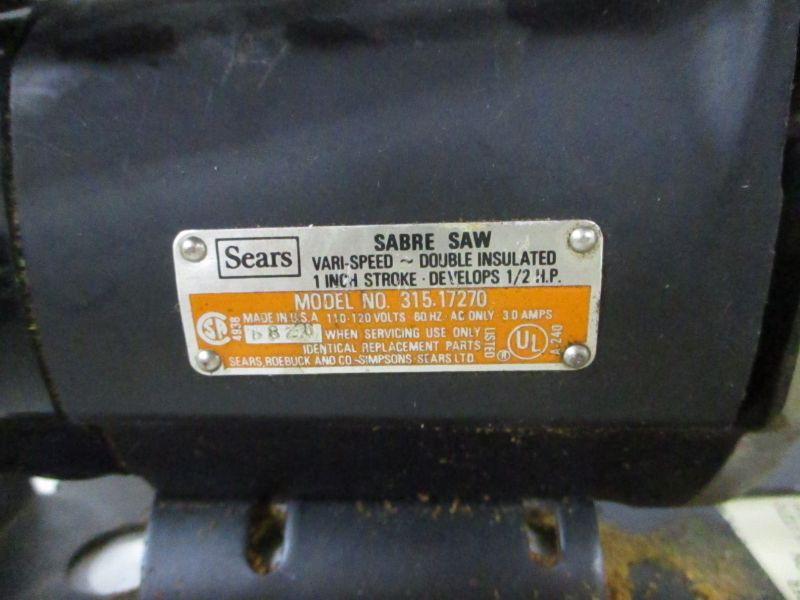 Sears
SABRE SAW
VARI-SPEED ~ DOUBLE INSULATED
1 INCH STROKE · DEVELOPS 1/2 H.P.
MODEL NO. 315.17270
MADE IN U.S.A. 110-120 VOLTS 60 HZ AC ONLY 3.0 AMPS
WHEN SERVICING USE ONLY
IDENTICAL REPLACEMENT PARTS
SEARS, ROEBUCK AND CO.-SIMPSONS-SEARS LTD.
4938
LISTED
UL
®
A-240